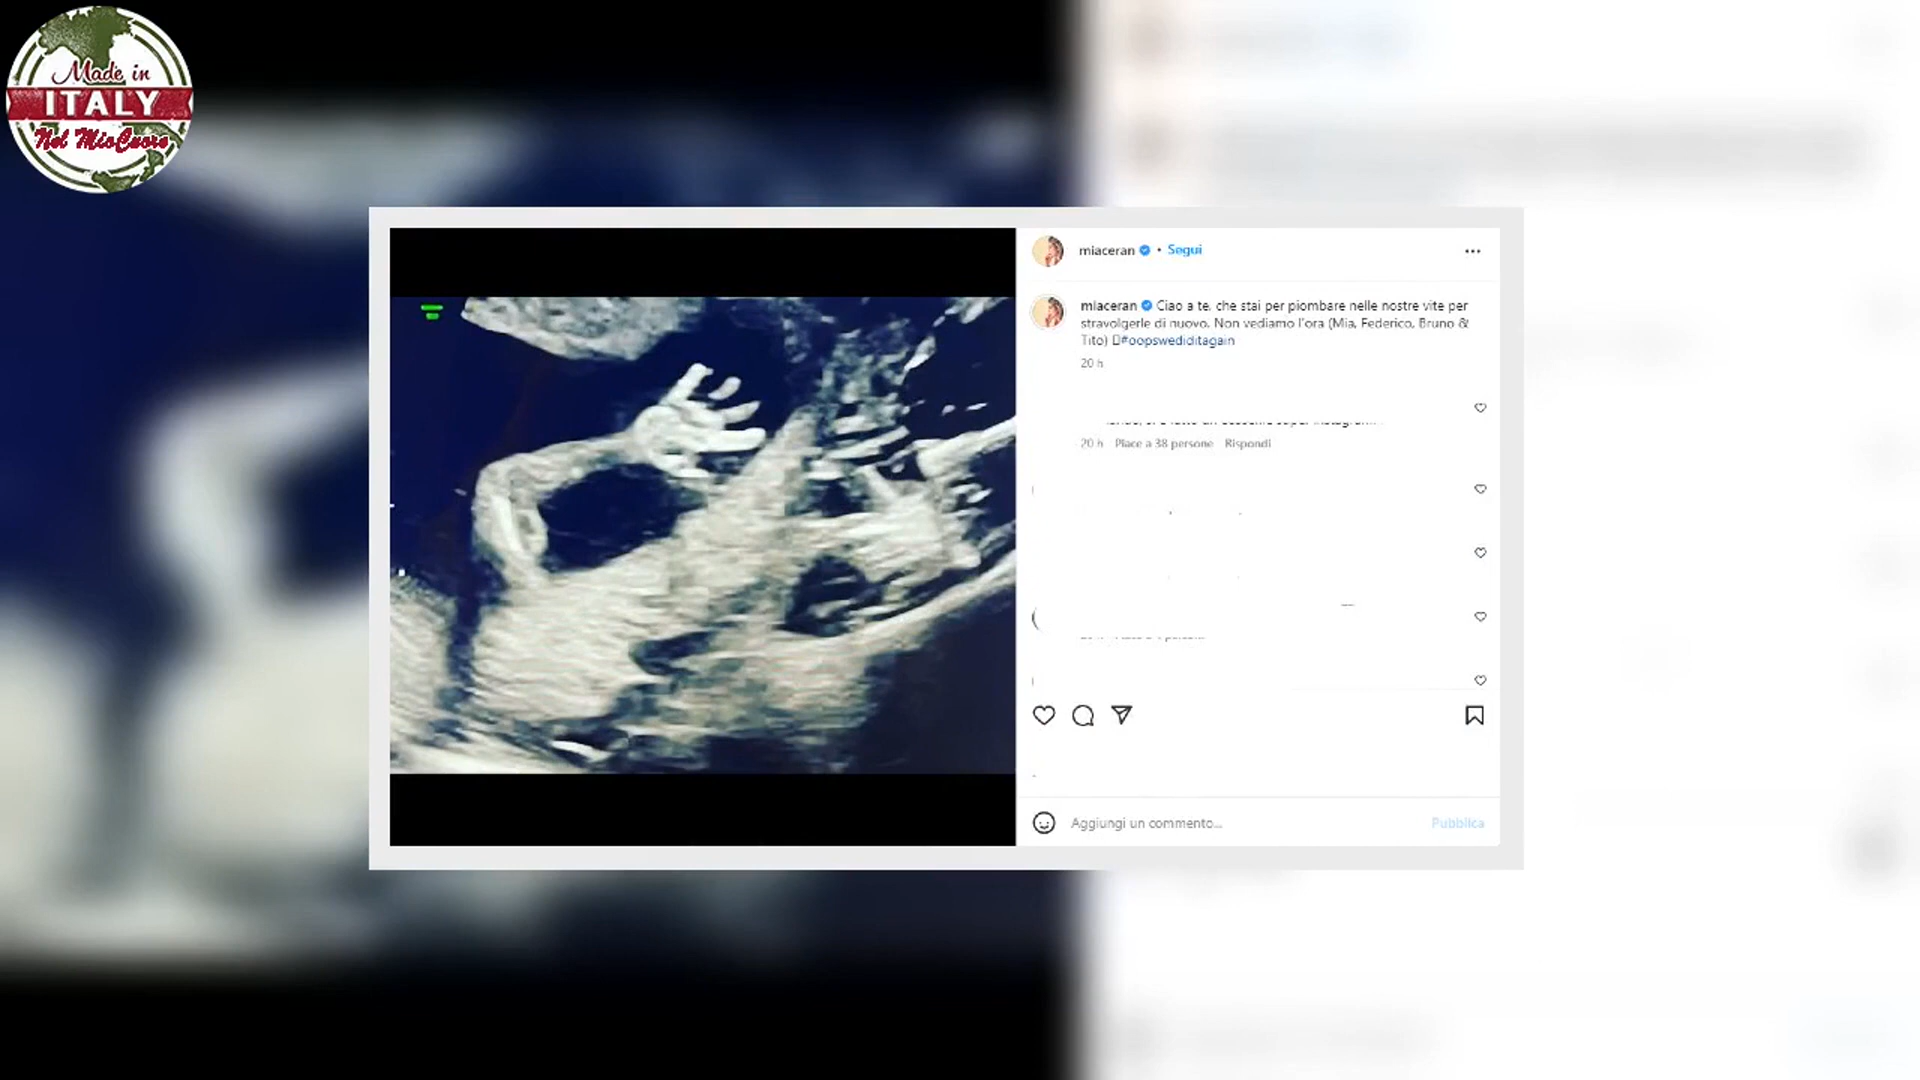 Made in
ITALY
Nel Mio Cuore
miaceran • Segui
miaceran Ciao a te, che stai per piombare nelle nostre vite per
stravolgerle di nuovo. Non vediamo l'ora (Mia, Federico, Bruno &
Tito) #oopswediditagain
20 h
20 h Place a 38 persone Rispondi
Aggiungi un commento...
Pubblica